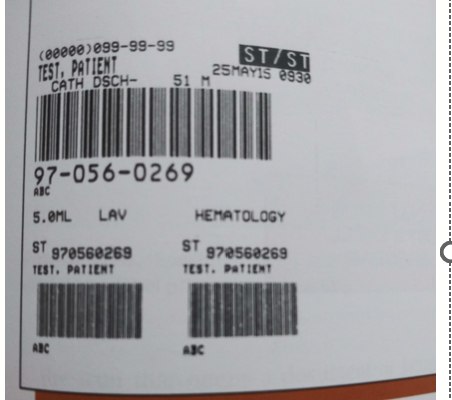 (00000)099-99-99 ST/ST
TEST, PATIENT 25MAY15 0930
CATH DSCH- 51 M
97-056-0269
ABC
5.0ML LAV HEMATOLOGY
ST 970560269 ST 970560269
TEST, PATIENT TEST, PATIENT
ABC ABC